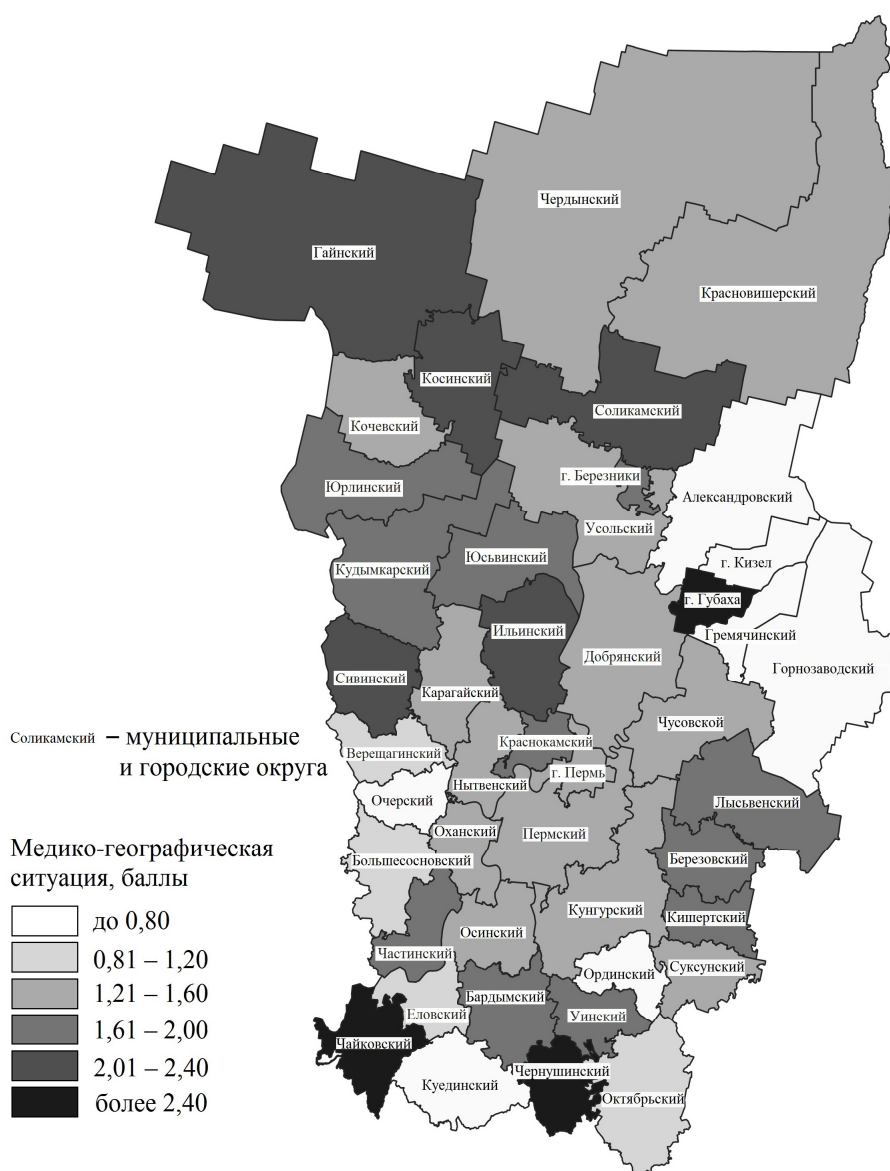 Чердынский
Гайнский
Красновишерский
Косинский
Соликамский
Кочевский
г. Березники
Юрлинский
Александровский
Усольский
Юсьвинский
г. Кизел
Кудымкарский
г. Губаха
Ильинский
Гремячинский
Добрянский
Горнозаводский
Сивинский
Карагайский
Чусовской
Соликамский – муниципальные
и городские округа
Краснокамский
Верещагинский
г. Пермь
Нытвенский
Очерский
Лысьвенский
Оханский
Пермский
Большесосновский
Березовский
Медико-географическая
ситуация, баллы
до 0,80
0,81 – 1,20
1,21 – 1,60
1,61 – 2,00
2,01 – 2,40
более 2,40
Кунгурский
Кишертский
Осинский
Частинский
Суксунский
Ординский
Бардымский
Еловский
Уинский
Чайковский
Чернушинский
Куединский
Октябрьский